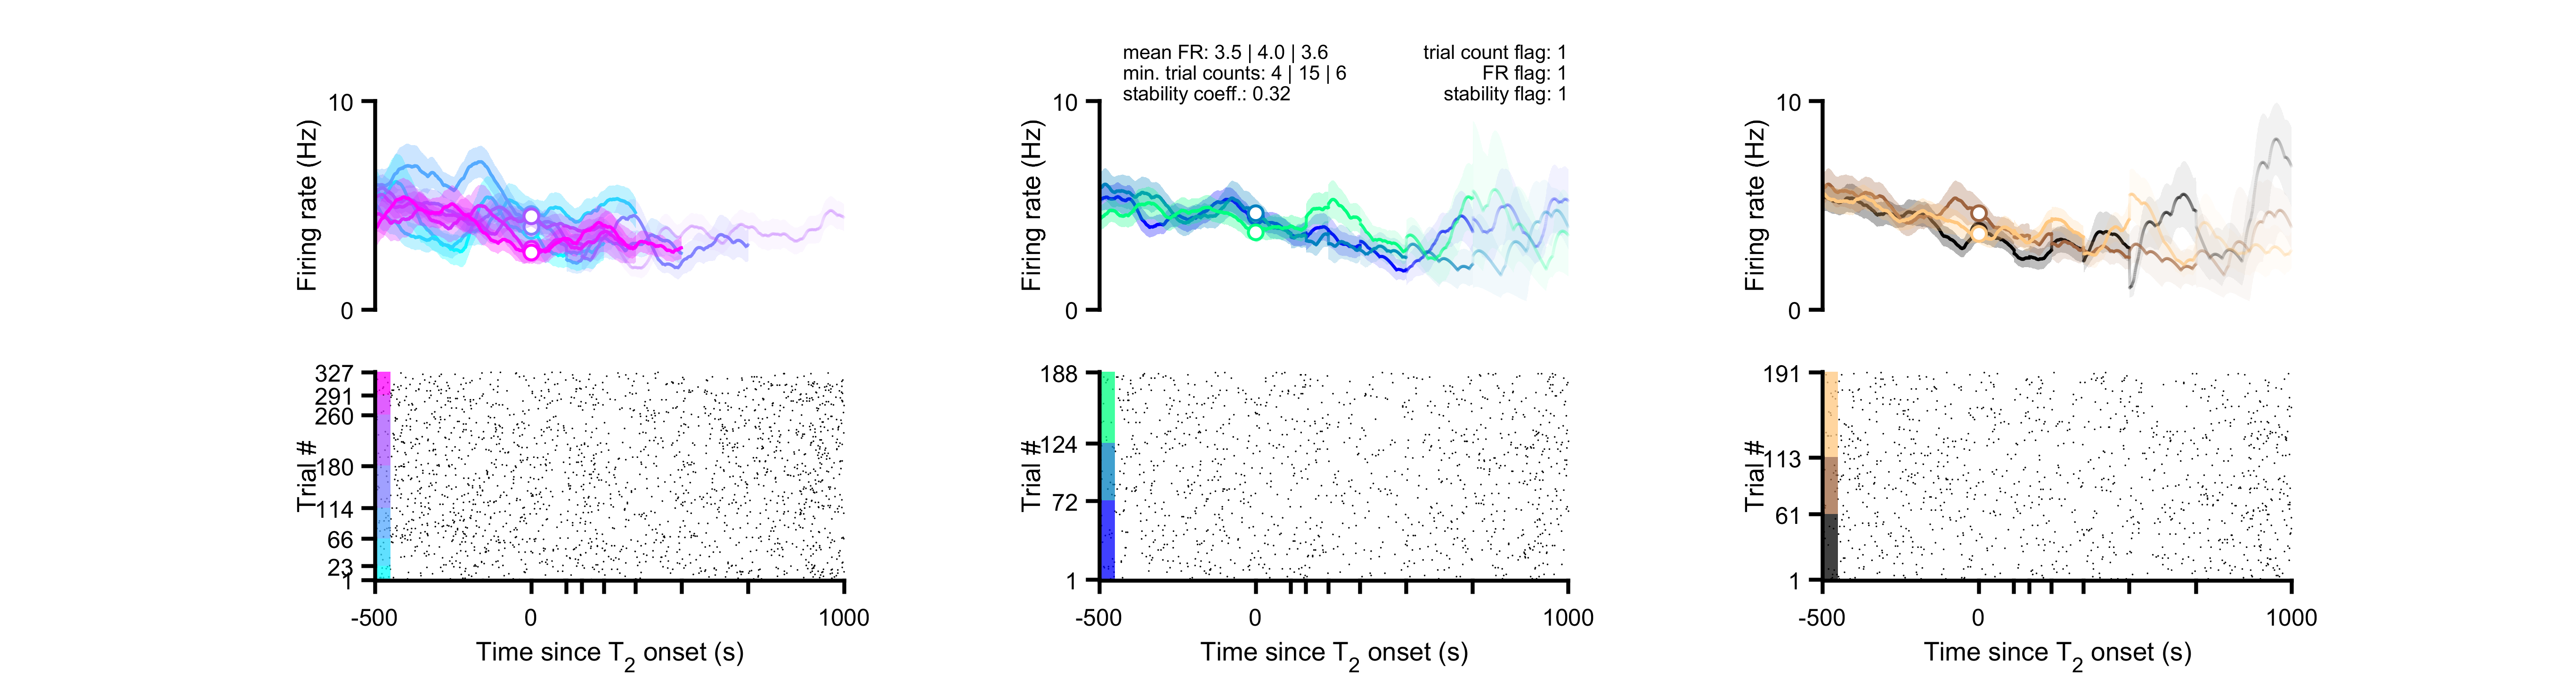 mean FR: 3.5 | 4.0 | 3.6
min. trial counts: 4 | 15 | 6
stability coeff.: 0.32
trial count flag: 1
FR flag: 1
stability flag: 1
10
Firing rate (Hz)
0
10
Firing rate (Hz)
0
10
Firing rate (Hz)
0
327
291
260
180
114
66
23
1
Trial #
-500
0
1000
Time since T2 onset (s)
188
124
72
1
Trial #
-500
0
1000
Time since T2 onset (s)
191
113
61
1
Trial #
-500
0
1000
Time since T2 onset (s)